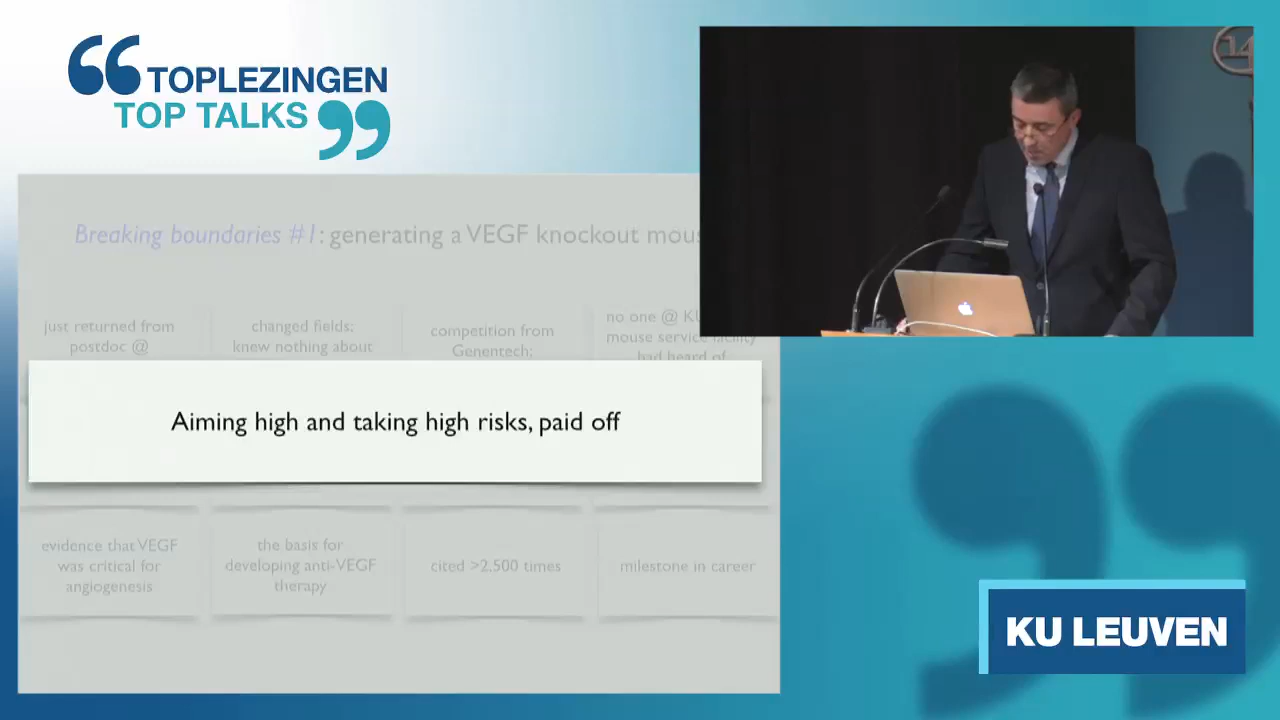 TOPLEZINGEN
TOP TALKS
Breaking boundaries #1: generating a VEGF knockout
just returned from
postdoc @
changed fields:
knew nothing about
competition from
Genentech:
no one @
mouse service facility
had heard of
Aiming high and taking high risks, paid off
evidence that VEGF
was critical for
angiogenesis
the basis for
developing anti-VEGF
therapy
cited >2.500 times
milestone in career
14
KU LEUVEN